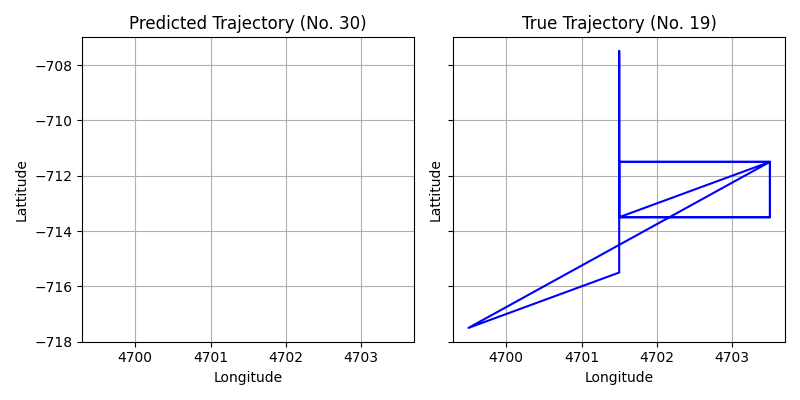 Predicted Trajectory (No. 30)
Lattitude
−708
−710
−712
−714
−716
−718
4700
4701
4702
4703
Longitude
True Trajectory (No. 19)
Lattitude
4700
4701
4702
4703
Longitude